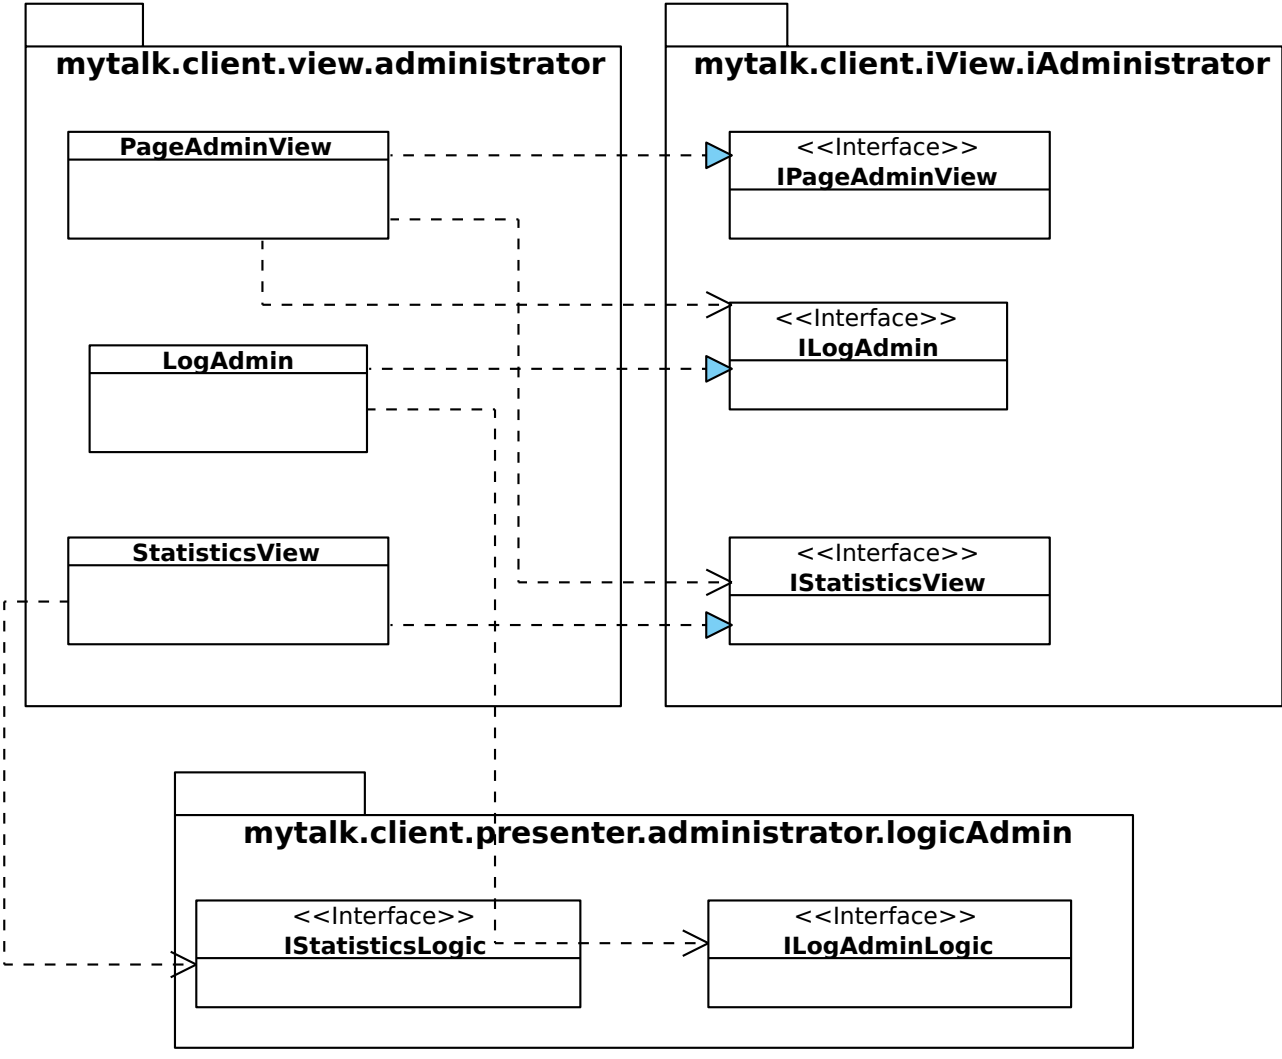 mytalk.client.view.administrator
mytalk.client.iView.iAdministrator
PageAdminView
<<Interface>>
IPageAdminView
<<Interface>>
ILogAdmin
LogAdmin
StatisticsView
<<Interface>>
IStatisticsView
mytalk.client.presenter.administrator.logicAdmin
<<Interface>>
IStatisticsLogic
<<Interface>>
ILogAdminLogic